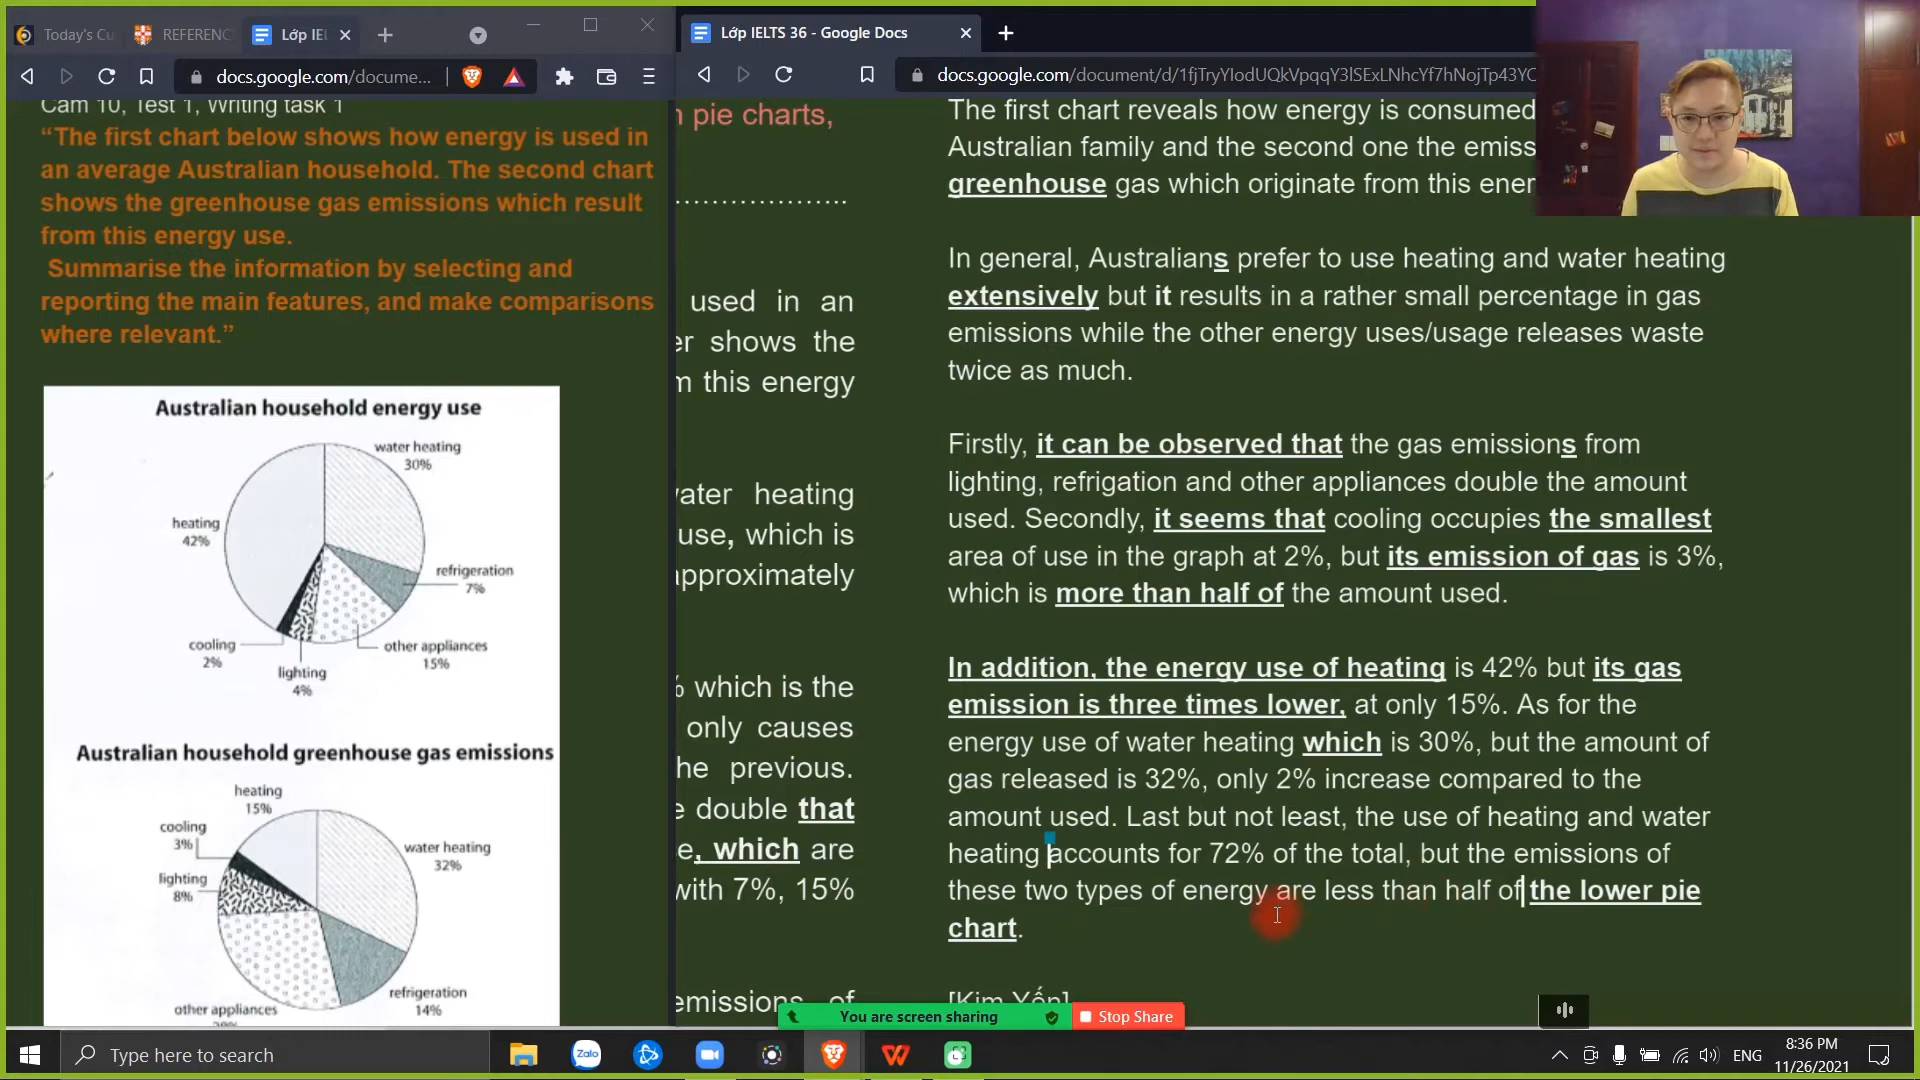 Today's Cu
REFERENC
Lớp IEL
Lớp IELTS 36 - Google Docs
docs.google.com/docume...
docs.google.com/document/d/1fjTryYIodUQkVpqqY3lSExLNhcYf7hNojTp43YC
Cam 10, Test 1, Writing task 1
“The first chart below shows how energy is used in
an average Australian household. The second chart
shows the greenhouse gas emissions which result
from this energy use.
Summarise the information by selecting and
reporting the main features, and make comparisons
where relevant.”
Australian household energy use
water heating
30%
heating
42%
refrigeration
7%
cooling
2%
other appliances
15%
lighting
4%
Australian household greenhouse gas emissions
heating
15%
cooling
3%
water heating
32%
lighting
8%
refrigeration
14%
other appliances
pie charts,
........................
used in an
er shows the
m this energy
vater heating
use, which is
approximately
% which is the
only causes
he previous.
e double that
e, which are
with 7%, 15%
emissions of
The first chart reveals how energy is consumed
Australian family and the second one the emiss
greenhouse gas which originate from this ener
In general, Australians prefer to use heating and water heating
extensively but it results in a rather small percentage in gas
emissions while the other energy uses/usage releases waste
twice as much.
Firstly, it can be observed that the gas emissions from
lighting, refrigation and other appliances double the amount
used. Secondly, it seems that cooling occupies the smallest
area of use in the graph at 2%, but its emission of gas is 3%,
which is more than half of the amount used.
In addition, the energy use of heating is 42% but its gas
emission is three times lower, at only 15%. As for the
energy use of water heating which is 30%, but the amount of
gas released is 32%, only 2% increase compared to the
amount used. Last but not least, the use of heating and water
heating accounts for 72% of the total, but the emissions of
these two types of energy are less than half of the lower pie
chart.
[Kim Yến]
You are screen sharing
Stop Share
Type here to search
Zalo
ENG
8:36 PM
11/26/2021